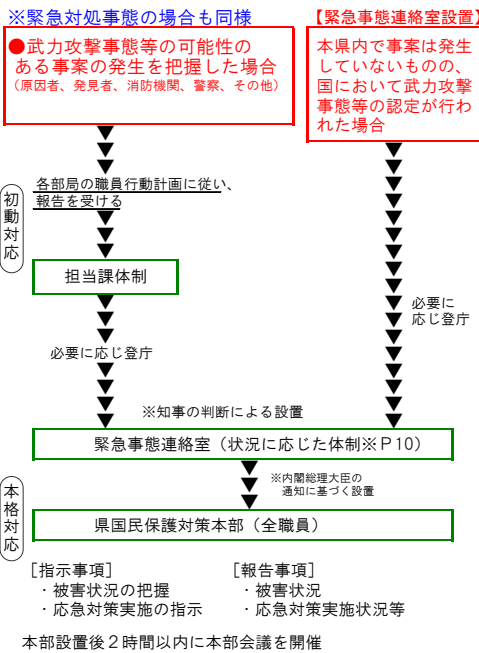 ※緊急対処事態の場合も同様
【緊急事態連絡室設置】
●武力攻撃事態等の可能性の
ある事案の発生を把握した場合
（原因者、発見者、消防機関、警察、その他）
本県内で事案は発生
していないものの、
国において武力攻撃
事態等の認定が行わ
れた場合
初動対応
各部局の職員行動計画に従い、
報告を受ける
担当課体制
必要に応じ登庁
必要に
応じ登庁
※知事の判断による設置
緊急事態連絡室（状況に応じた体制※Ｐ10）
※内閣総理大臣の
通知に基づく設置
本格対応
県国民保護対策本部（全職員）
［指示事項］
・被害状況の把握
・応急対策実施の指示
［報告事項］
・被害状況
・応急対策実施状況等
本部設置後２時間以内に本部会議を開催